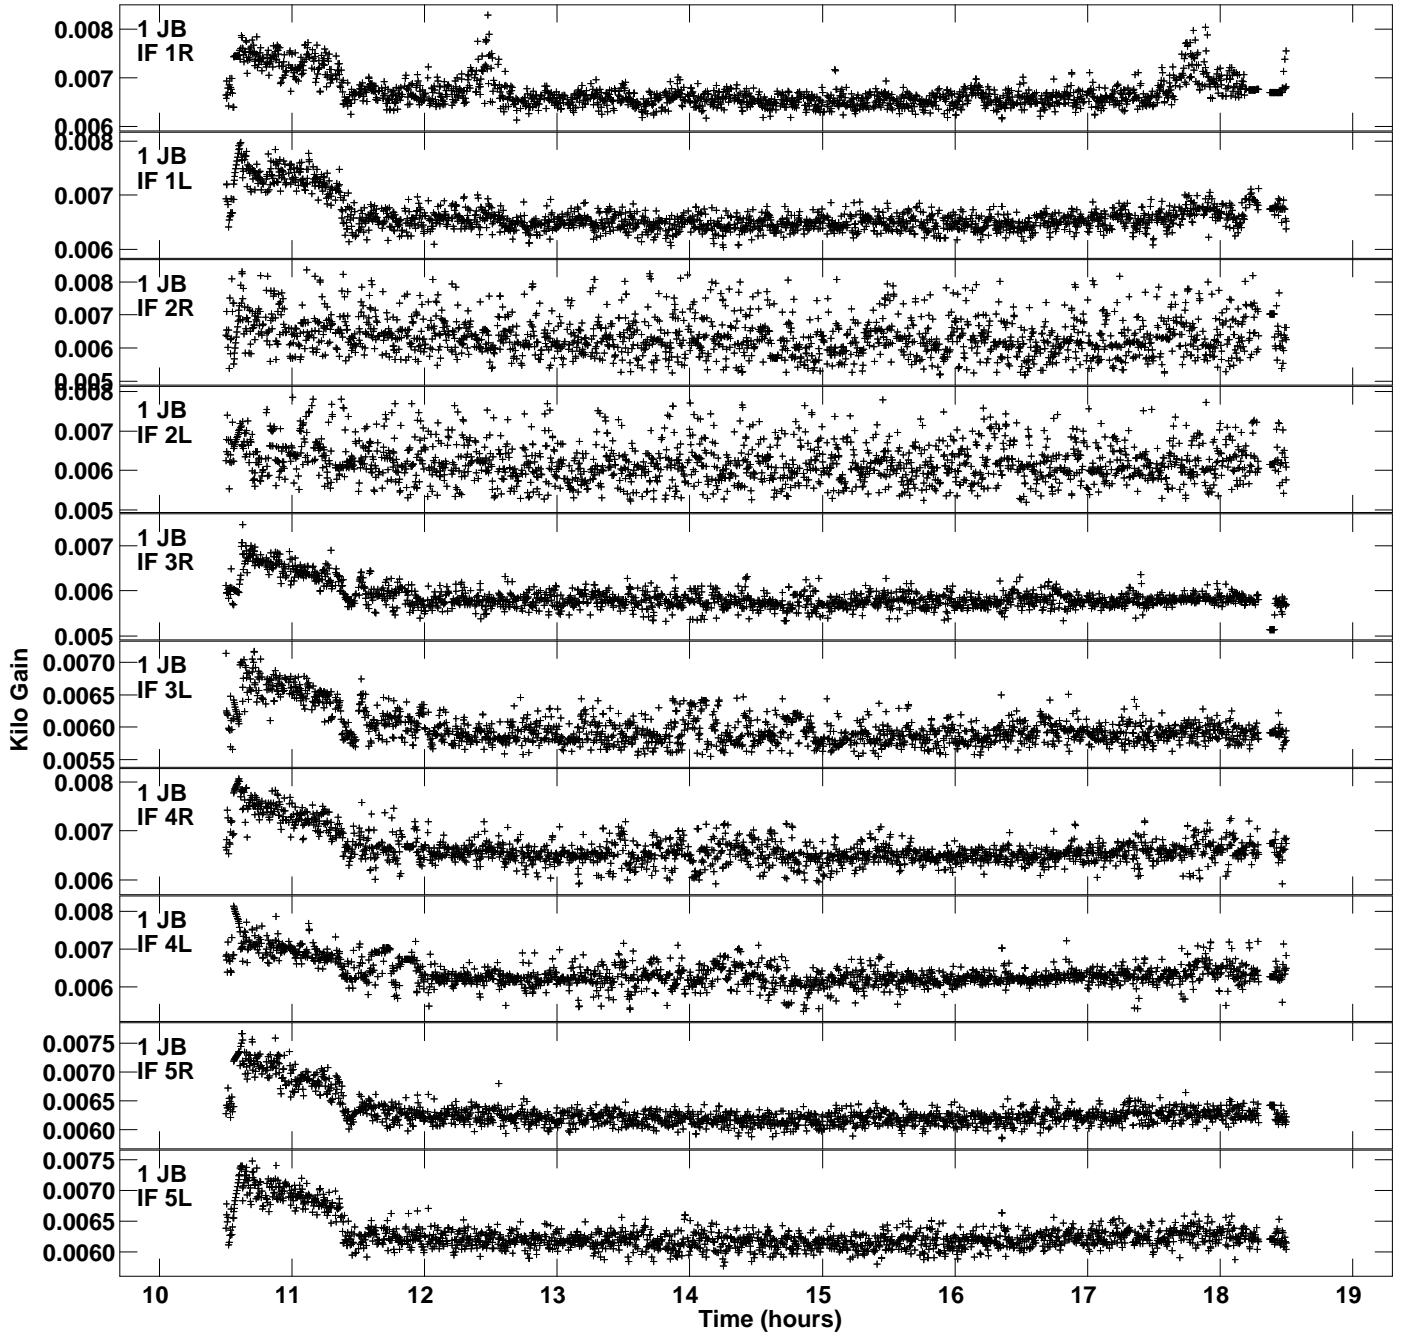 0.008
1 JB
IF 1R
0.007
0.006
0.008
1 JB
IF 1L
0.007
0.006
0.008
1 JB
IF 2R
0.007
0.006
0.005
0.008
1 JB
IF 2L
0.007
0.006
0.005
1 JB
IF 3R
0.007
0.006
0.005
1 JB
IF 3L
0.0070
0.0065
0.0060
0.0055
Kilo Gain
0.008
1 JB
IF 4R
0.007
0.006
0.008
1 JB
IF 4L
0.007
0.006
0.0075
1 JB
IF 5R
0.0070
0.0065
0.0060
0.0075
1 JB
IF 5L
0.0070
0.0065
0.0060
10 11 12 13 14 15 16 17 18 19
Time (hours)